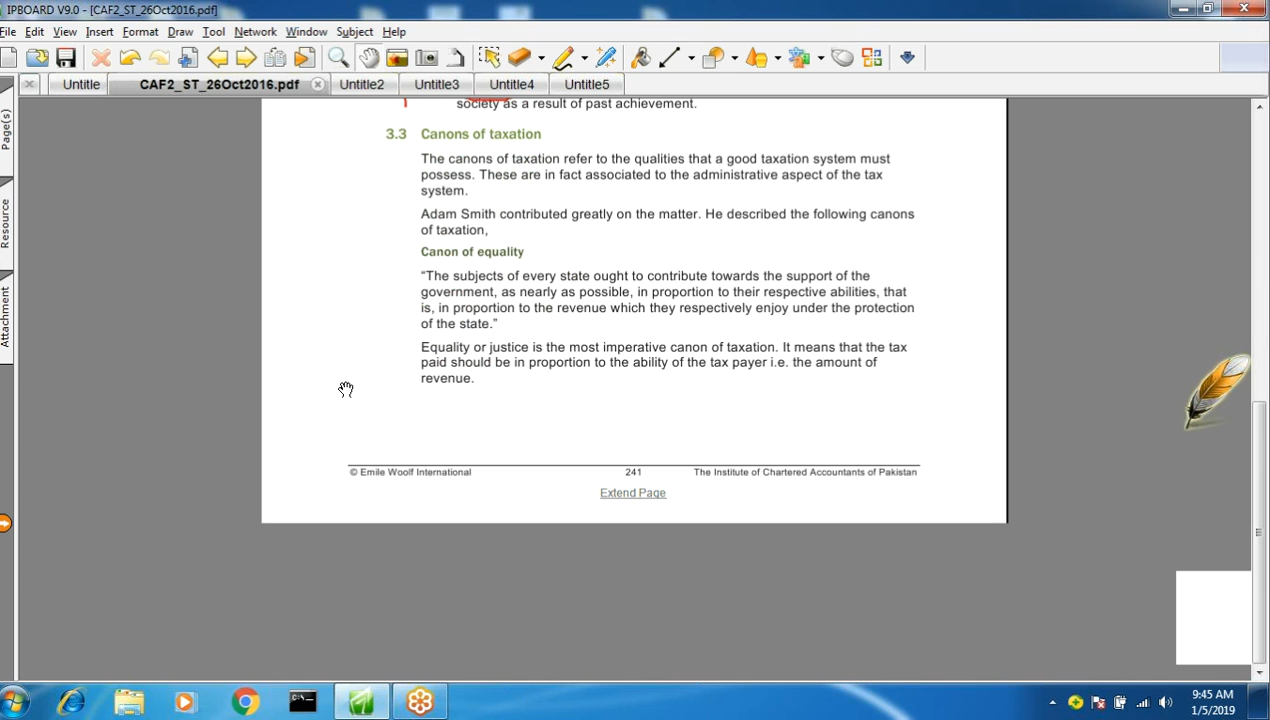 IPBOARD V9.0 - [CAF2_ST_26Oct2016.pdf]
File Edit View Insert Format Draw Tool Network Window Subject Help
Untitle CAF2_ST_26Oct2016.pdf Untitle2 Untitle3 Untitle4 Untitle5
Page(s)
Resource
Attachment
society as a result of past achievement.
3.3 Canons of taxation
The canons of taxation refer to the qualities that a good taxation system must
possess. These are in fact associated to the administrative aspect of the tax
system.
Adam Smith contributed greatly on the matter. He described the following canons
of taxation,
Canon of equality
“The subjects of every state ought to contribute towards the support of the
government, as nearly as possible, in proportion to their respective abilities, that
is, in proportion to the revenue which they respectively enjoy under the protection
of the state.”
Equality or justice is the most imperative canon of taxation. It means that the tax
paid should be in proportion to the ability of the tax payer i.e. the amount of
revenue.
© Emile Woolf International 241 The Institute of Chartered Accountants of Pakistan
Extend Page
9:45 AM
1/5/2019